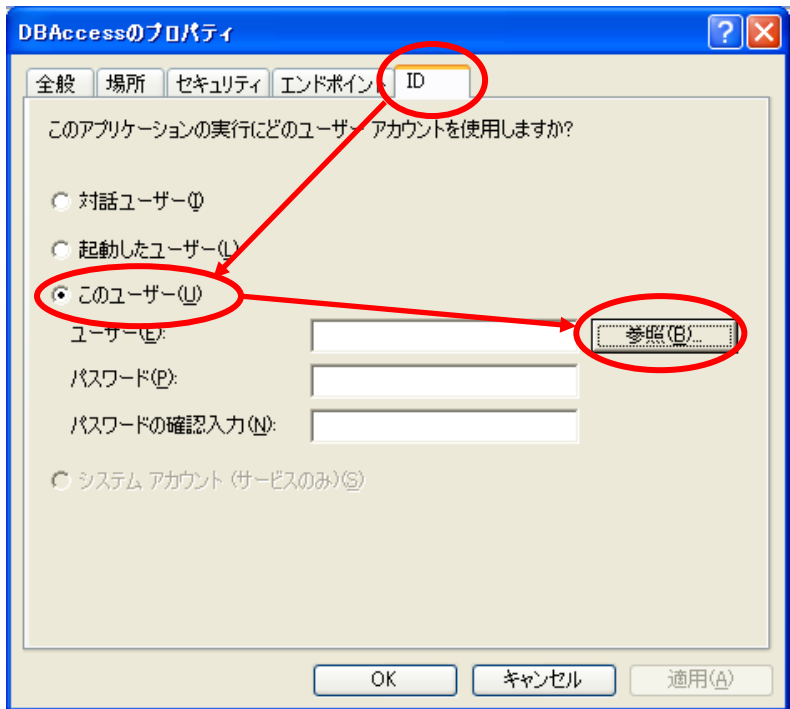 DBAccessのプロパティ
全般 場所 セキュリティ エンドポイント ID
このアプリケーションの実行にどのユーザー アカウントを使用しますか?
対話ユーザー(I)
起動したユーザー(L)
このユーザー(U)
ユーザー(E): 参照(B)...
パスワード(P):
パスワードの確認入力(N):
システム アカウント (サービスのみ)(S)
OK キャンセル 適用(A)